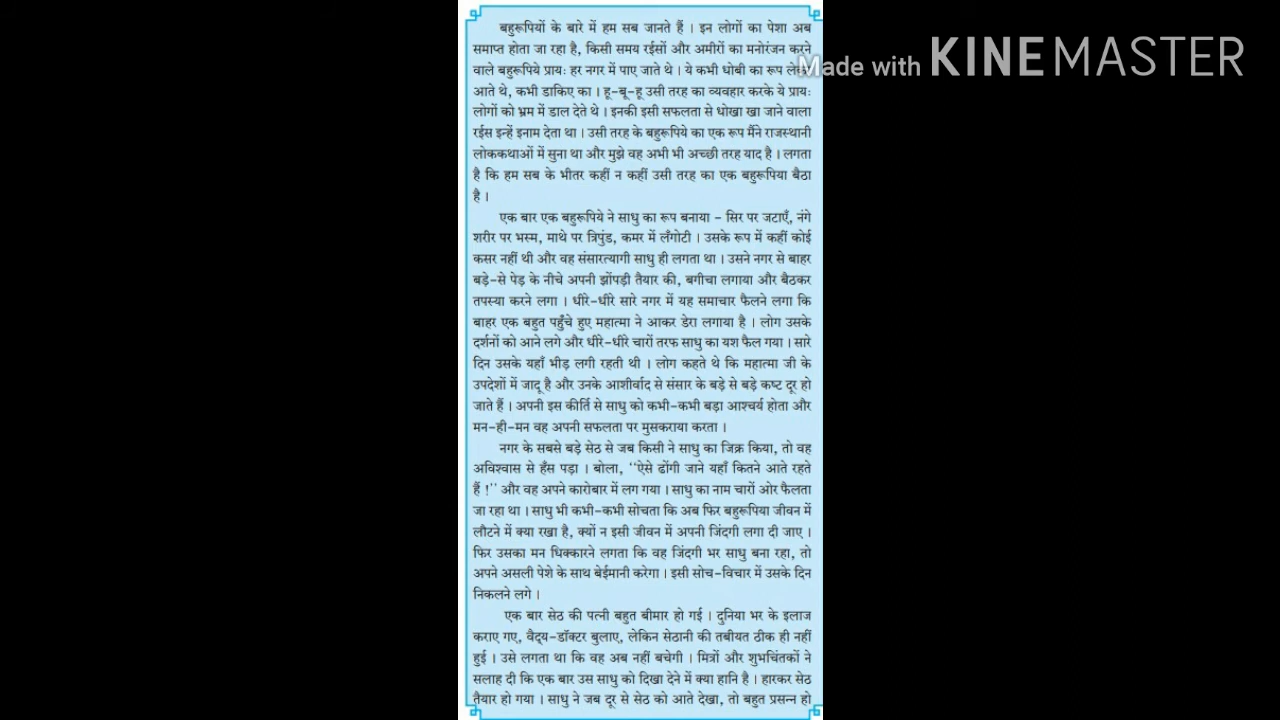 बहुरूपियों के बारे में हम सब जानते हैं । इन लोगों का पेशा अब
समाप्त होता जा रहा है, किसी समय रईसों और अमीरों का मनोरंजन करने
वाले बहुरूपिये प्रायः हर नगर में पाए जाते थे । ये कभी धोबी का रूप
आते थे, कभी डाकिए का । हू-बू-हू उसी तरह का व्यवहार करके ये प्रायः
लोगों को भ्रम में डाल देते थे । इनकी इसी सफलता से धोखा खा जाने वाला
रईस इन्हें इनाम देता था । उसी तरह के बहुरूपिये का एक रूप मैंने राजस्थानी
लोककथाओं में सुना था और मुझे वह अभी भी अच्छी तरह याद है । लगता
है कि हम सब के भीतर कहीं न कहीं उसी तरह का एक बहुरूपिया बैठा
है ।
एक बार एक बहुरूपिये ने साधु का रूप बनाया – सिर पर जटाएँ, नंगे
शरीर पर भस्म, माथे पर त्रिपुंड, कमर में लँगोटी । उसके रूप में कहीं कोई
कसर नहीं थी और वह संसारत्यागी साधु ही लगता था । उसने नगर से बाहर
बड़े-से पेड़ के नीचे अपनी झोंपड़ी तैयार की, बगीचा लगाया और बैठकर
तपस्या करने लगा । धीरे-धीरे सारे नगर में यह समाचार फैलने लगा कि
बाहर एक बहुत पहुँचे हुए महात्मा ने आकर डेरा लगाया है । लोग उसके
दर्शनों को आने लगे और धीरे-धीरे चारों तरफ साधु का यश फैल गया । सारे
दिन उसके यहाँ भीड़ लगी रहती थी । लोग कहते थे कि महात्मा जी के
उपदेशों में जादू है और उनके आशीर्वाद से संसार के बड़े से बड़े कष्ट दूर हो
जाते हैं । अपनी इस कीर्ति से साधु को कभी-कभी बड़ा आश्चर्य होता और
मन-ही-मन वह अपनी सफलता पर मुसकराया करता ।
नगर के सबसे बड़े सेठ से जब किसी ने साधु का जिक्र किया, तो वह
अविश्वास से हँस पड़ा । बोला, ‘‘ऐसे ढोंगी जाने यहाँ कितने आते रहते
हैं !’’ और वह अपने कारोबार में लग गया । साधु का नाम चारों ओर फैलता
जा रहा था । साधु भी कभी-कभी सोचता कि अब फिर बहुरूपिया जीवन में
लौटने में क्या रखा है, क्यों न इसी जीवन में अपनी जिंदगी लगा दी जाए ।
फिर उसका मन धिक्कारने लगता कि वह जिंदगी भर साधु बना रहा, तो
अपने असली पेशे के साथ बेईमानी करेगा । इसी सोच-विचार में उसके दिन
निकलने लगे ।
एक बार सेठ की पत्नी बहुत बीमार हो गई । दुनिया भर के इलाज
कराए गए, वैद्य-डॉक्टर बुलाए, लेकिन सेठानी की तबीयत ठीक ही नहीं
हुई । उसे लगता था कि वह अब नहीं बचेगी । मित्रों और शुभचिंतकों ने
सलाह दी कि एक बार उस साधु को दिखा देने में क्या हानि है । हारकर सेठ
तैयार हो गया । साधु ने जब दूर से सेठ को आते देखा, तो बहुत प्रसन्न हो
Made with KINEMASTER